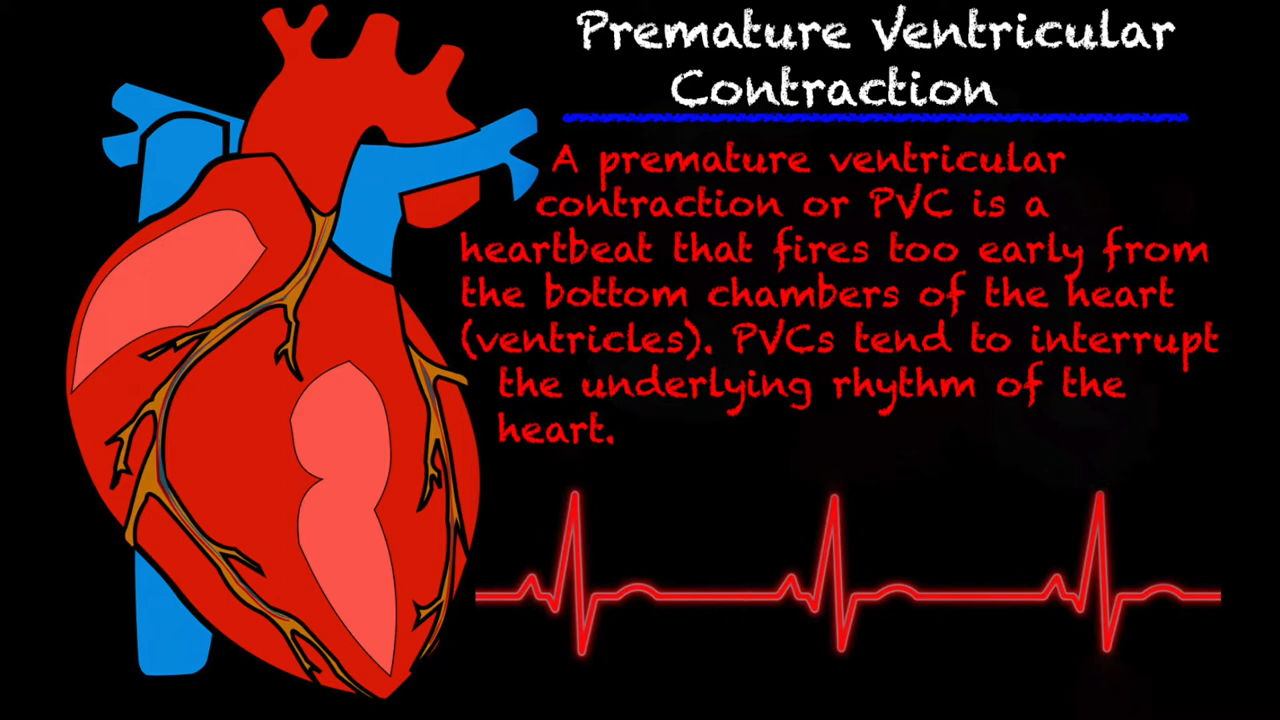 Premature Ventricular
Contraction
A premature ventricular
contraction or PVC is a
heartbeat that fires too early from
the bottom chambers of the heart
(ventricles). PVCs tend to interrupt
the underlying rhythm of the
heart.